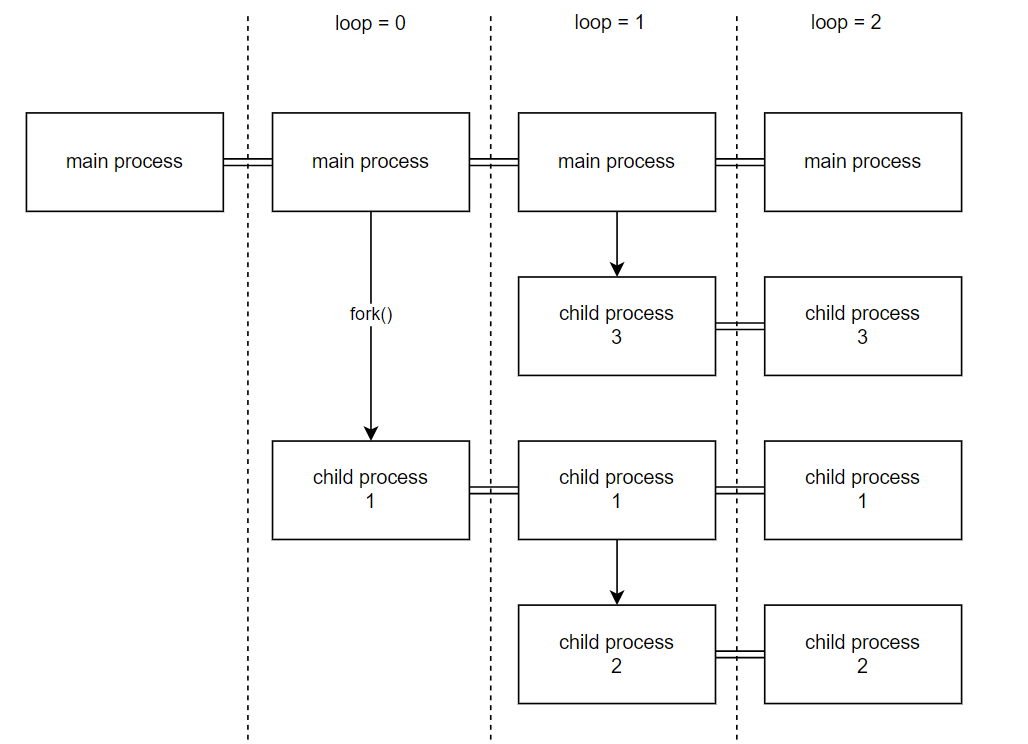 loop = 0
loop = 1
loop = 2
main process
main process
main process
main process
fork()
child process
3
child process
3
child process
1
child process
1
child process
1
child process
2
child process
2